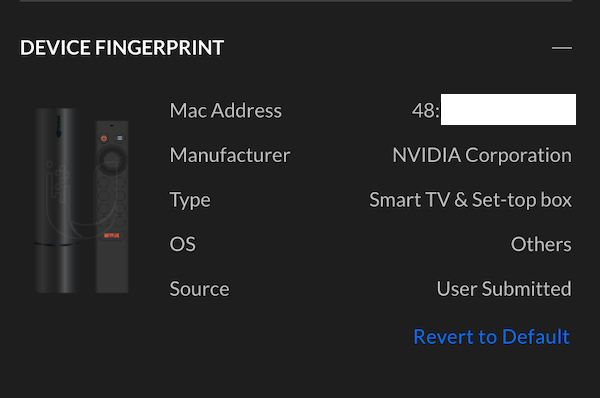 DEVICE FINGERPRINT
Mac Address 48:
Manufacturer NVIDIA Corporation
Type Smart TV & Set-top box
OS Others
Source User Submitted
NETFLIX
Revert to Default